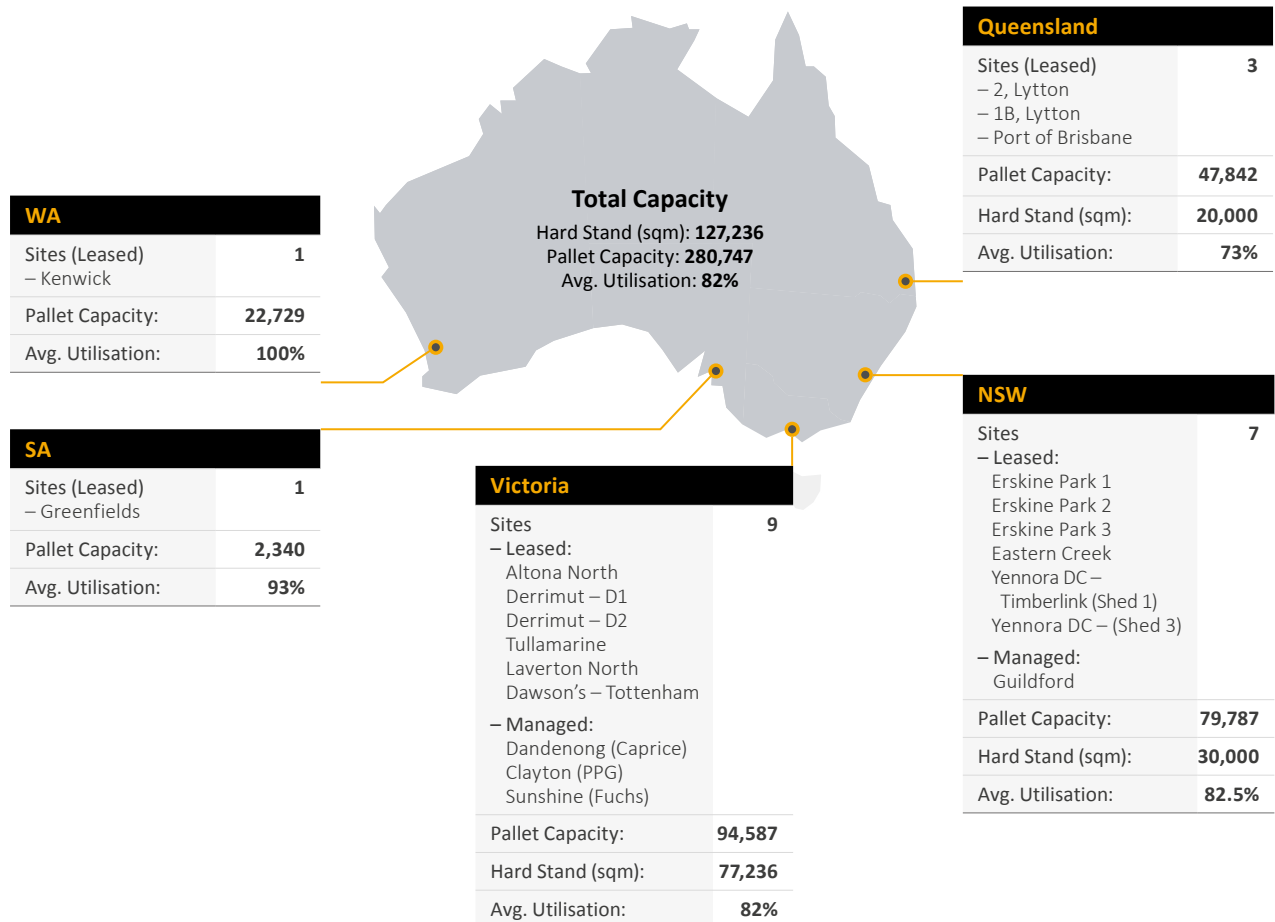 Total Capacity
Hard Stand (sqm): 127,236
Pallet Capacity: 280,747
Avg. Utilisation: 82%
WA
Sites (Leased) 1
– Kenwick
Pallet Capacity: 22,729
Avg. Utilisation: 100%
SA
Sites (Leased) 1
– Greenfields
Pallet Capacity: 2,340
Avg. Utilisation: 93%
Victoria
Sites 9
– Leased:
Altona North
Derrimut – D1
Derrimut – D2
Tullamarine
Laverton North
Dawson's – Tottenham
– Managed:
Dandenong (Caprice)
Clayton (PPG)
Sunshine (Fuchs)
Pallet Capacity: 94,587
Hard Stand (sqm): 77,236
Avg. Utilisation: 82%
Queensland
Sites (Leased) 3
– 2, Lytton
– 1B, Lytton
– Port of Brisbane
Pallet Capacity: 47,842
Hard Stand (sqm): 20,000
Avg. Utilisation: 73%
NSW
Sites 7
– Leased:
Erskine Park 1
Erskine Park 2
Erskine Park 3
Eastern Creek
Yennora DC –
Timberlink (Shed 1)
Yennora DC – (Shed 3)
– Managed:
Guildford
Pallet Capacity: 79,787
Hard Stand (sqm): 30,000
Avg. Utilisation: 82.5%